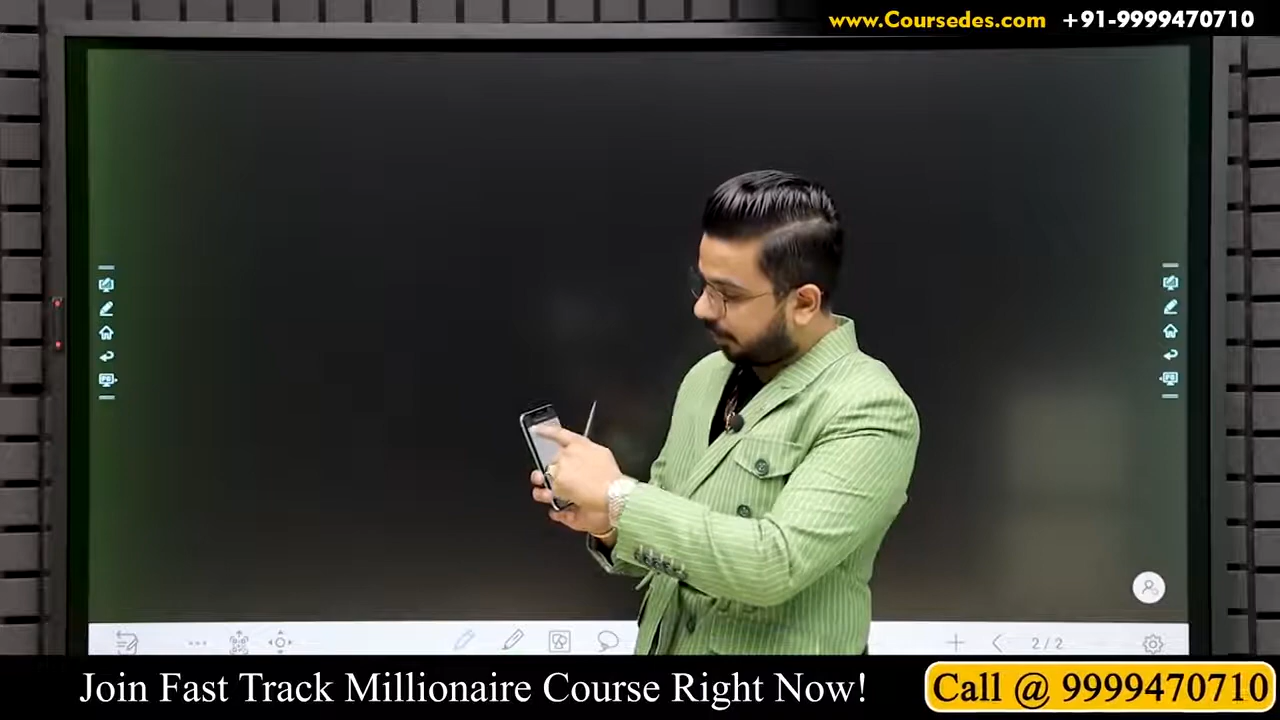 www.Coursedes.com +91-9999470710
2/2
Join Fast Track Millionaire Course Right Now!
Call @ 9999470710